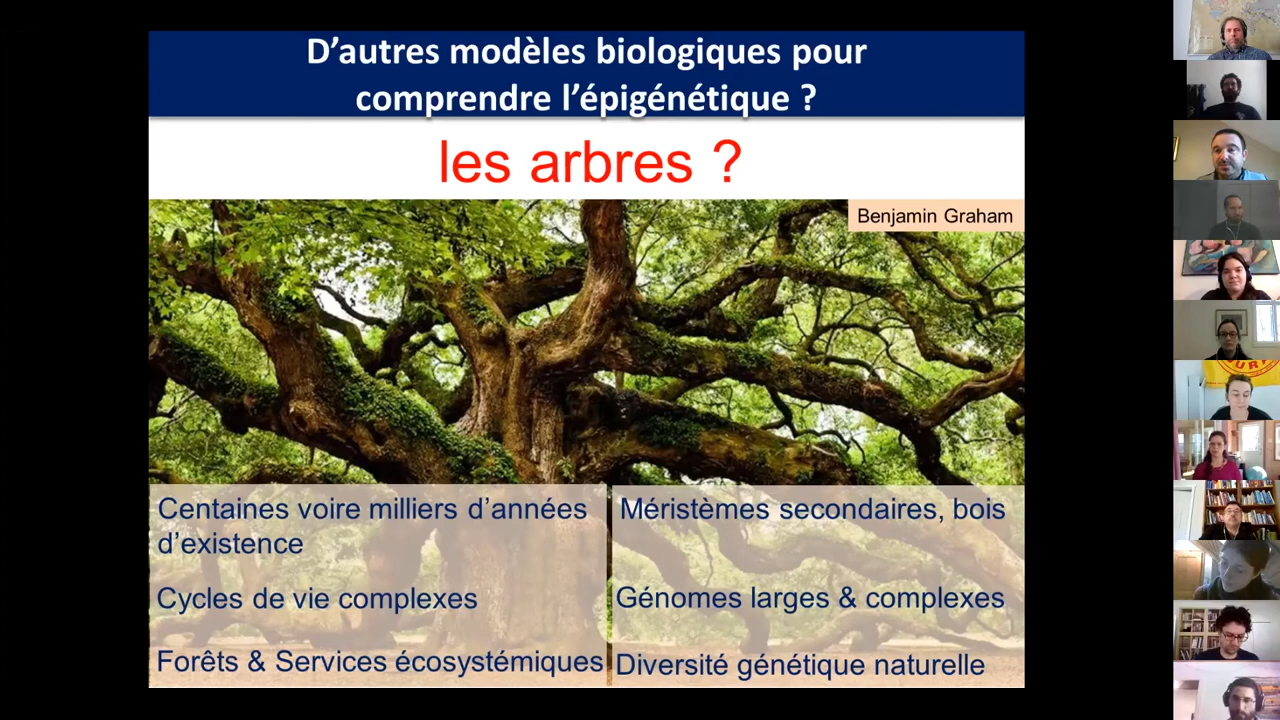 D'autres modèles biologiques pour
comprendre l'épigénétique ?
les arbres ?
Benjamin Graham
Centaines voire milliers d'années
d'existence
Cycles de vie complexes
Forêts & Services écosystémiques
Méristèmes secondaires, bois
Génomes larges & complexes
Diversité génétique naturelle